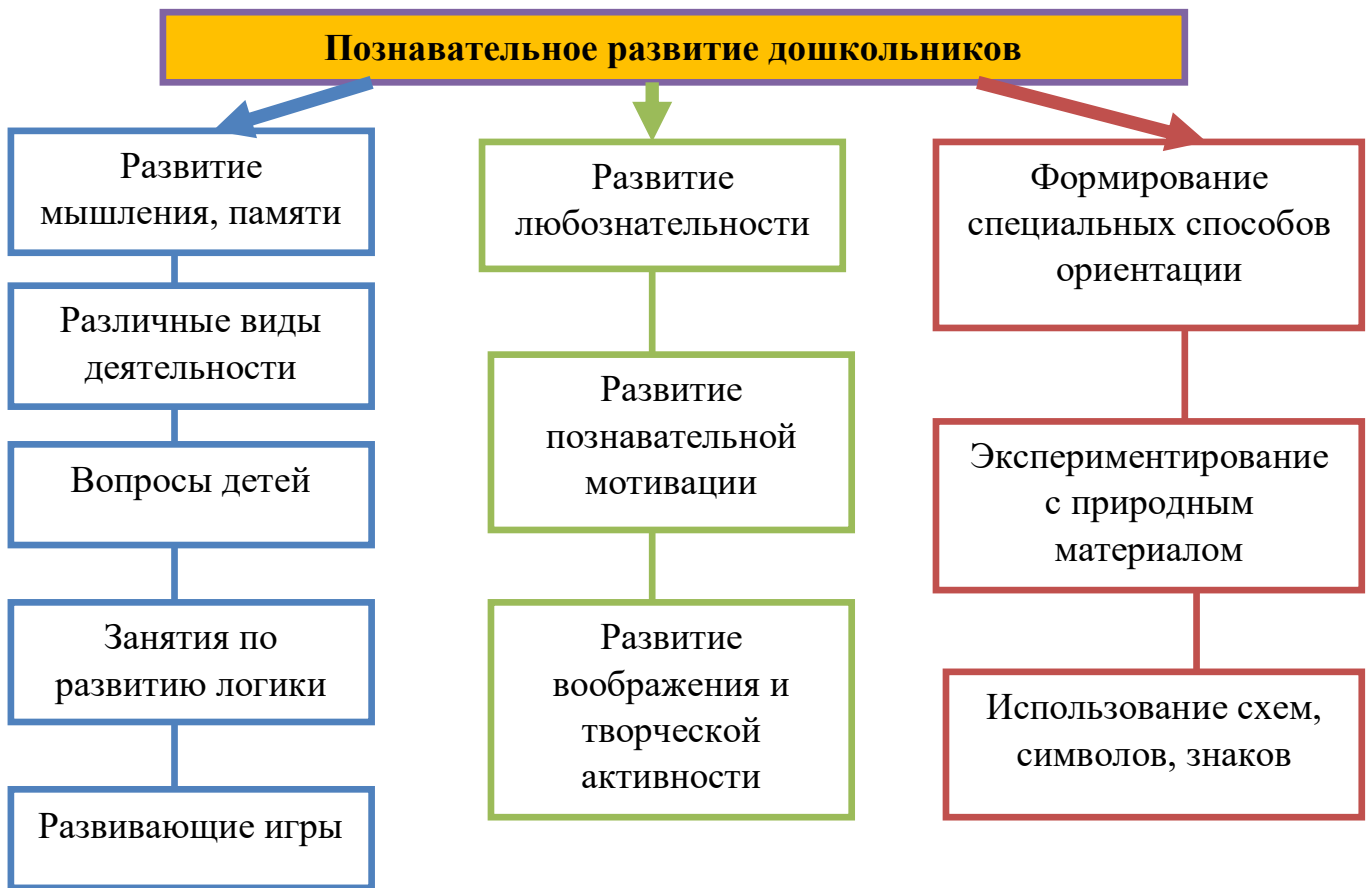 Познавательное развитие дошкольников
Развитие
мышления, памяти
Различные виды
деятельности
Вопросы детей
Занятия по
развитию логики
Развивающие игры
Развитие
любознательности
Развитие
познавательной
мотивации
Развитие
воображения и
творческой
активности
Формирование
специальных способов
ориентации
Экспериментирование
с природным
материалом
Использование схем,
символов, знаков